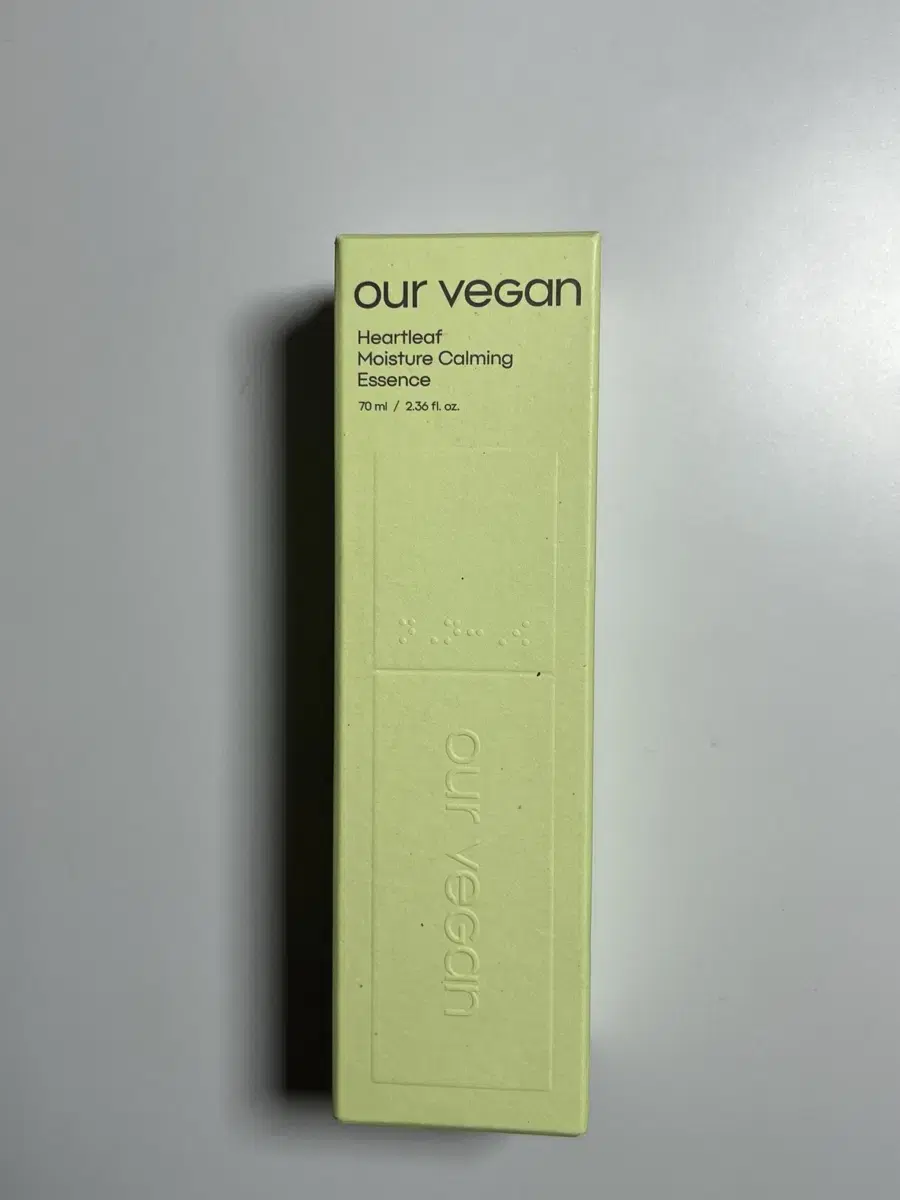 our vegan
Heartleaf
Moisture Calming
Essence
70 ml / 2.36 fl. oz.
our vegan